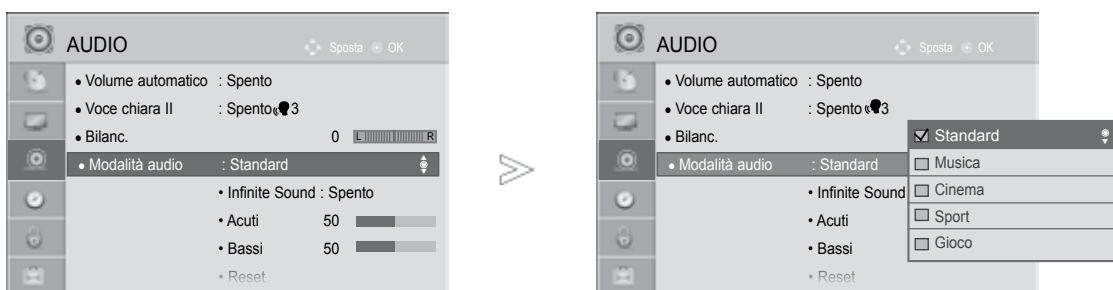 AUDIO
Sposta OK
• Volume automatico : Spento
• Voce chiara II : Spento 3
• Bilanc. 0 L R
• Modalità audio : Standard
• Infinite Sound : Spento
• Acuti 50
• Bassi 50
• Reset
AUDIO
Sposta OK
• Volume automatico : Spento
• Voce chiara II : Spento 3
• Bilanc.
• Modalità audio : Standard
• Infinite Sound
• Acuti
• Bassi
• Reset
Standard
Musica
Cinema
Sport
Gioco